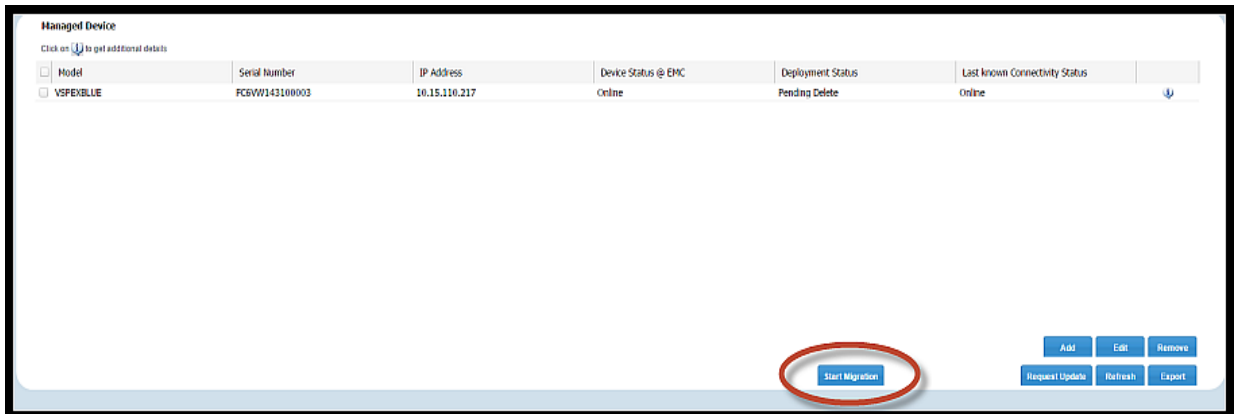 Managed Device
Click on to get additional details
Model Serial Number IP Address Device Status @ EMC Deployment Status Last known Connectivity Status
VSPEXBLUE FC6VW143100003 10.15.110.217 Online Pending Delete Online
Add Edit Remove
Start Migration Request Update Refresh Export